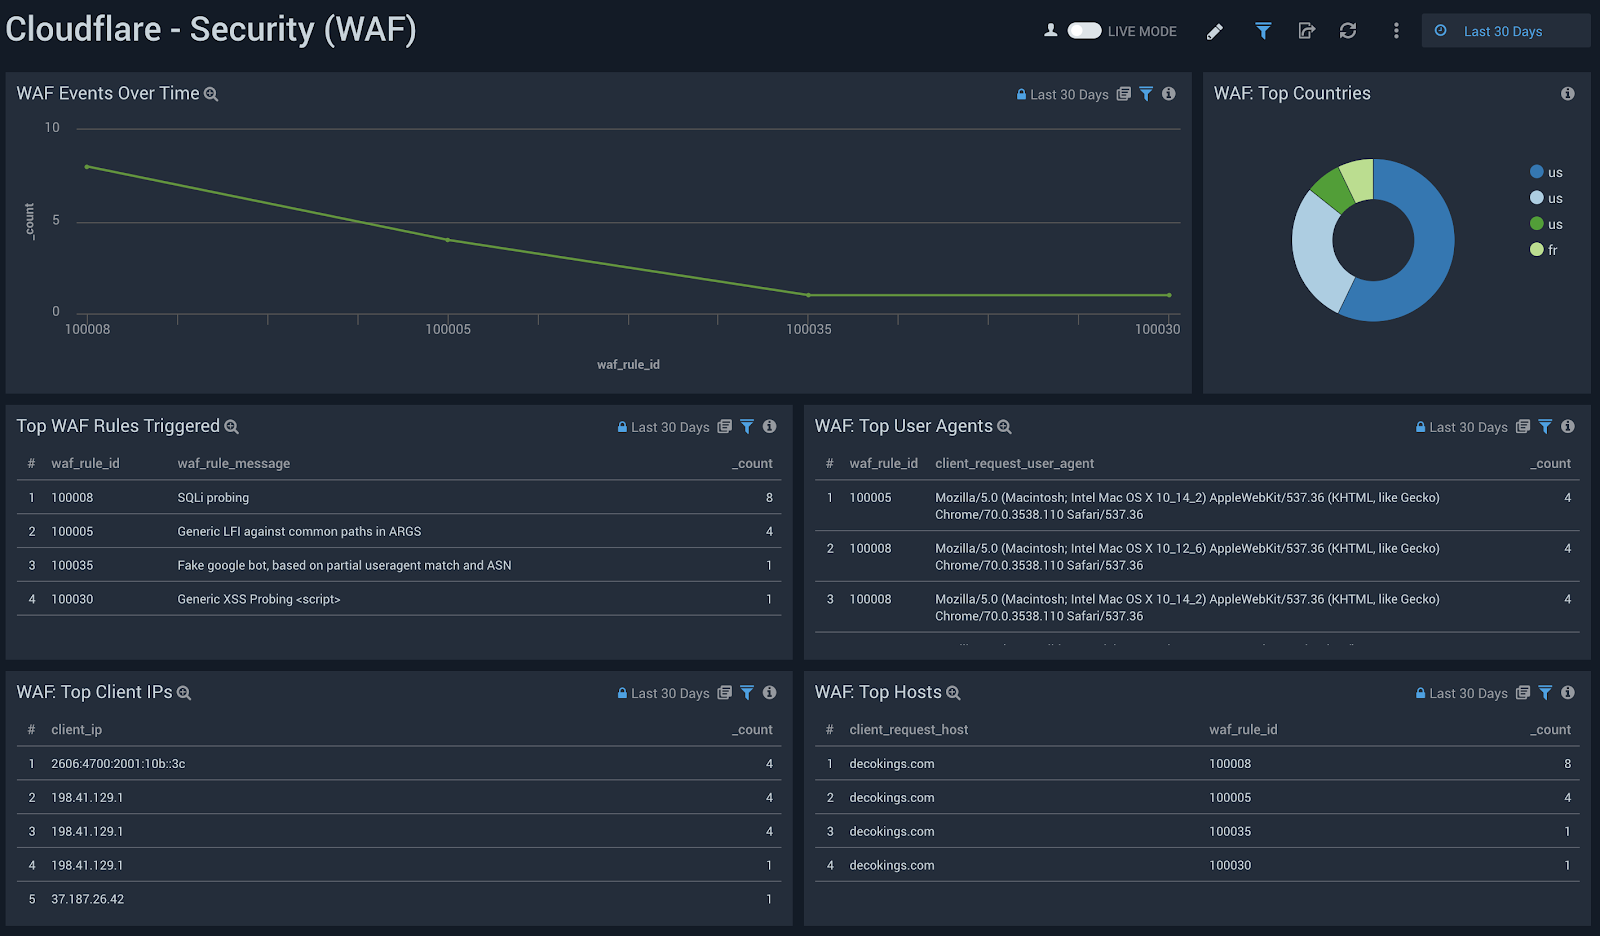 Cloudflare - Security (WAF)
LIVE MODE
Last 30 Days
WAF Events Over Time
Last 30 Days
10
5
0
_count
100008 100005 100035 100030
waf_rule_id
WAF: Top Countries
us
us
us
fr
Top WAF Rules Triggered
Last 30 Days
# waf_rule_id waf_rule_message _count
1 100008 SQLi probing 8
2 100005 Generic LFI against common paths in ARGS 4
3 100035 Fake google bot, based on partial useragent match and ASN 1
4 100030 Generic XSS Probing <script> 1
WAF: Top User Agents
Last 30 Days
# waf_rule_id client_request_user_agent _count
1 100005 Mozilla/5.0 (Macintosh; Intel Mac OS X 10_14_2) AppleWebKit/537.36 (KHTML, like Gecko) 4
Chrome/70.0.3538.110 Safari/537.36
2 100008 Mozilla/5.0 (Macintosh; Intel Mac OS X 10_12_6) AppleWebKit/537.36 (KHTML, like Gecko) 4
Chrome/70.0.3538.110 Safari/537.36
3 100008 Mozilla/5.0 (Macintosh; Intel Mac OS X 10_14_2) AppleWebKit/537.36 (KHTML, like Gecko) 4
Chrome/70.0.3538.110 Safari/537.36
WAF: Top Client IPs
Last 30 Days
# client_ip _count
1 2606:4700:2001:10b::3c 4
2 198.41.129.1 4
3 198.41.129.1 4
4 198.41.129.1 1
5 37.187.26.42 1
WAF: Top Hosts
Last 30 Days
# client_request_host waf_rule_id _count
1 decokings.com 100008 8
2 decokings.com 100005 4
3 decokings.com 100035 1
4 decokings.com 100030 1